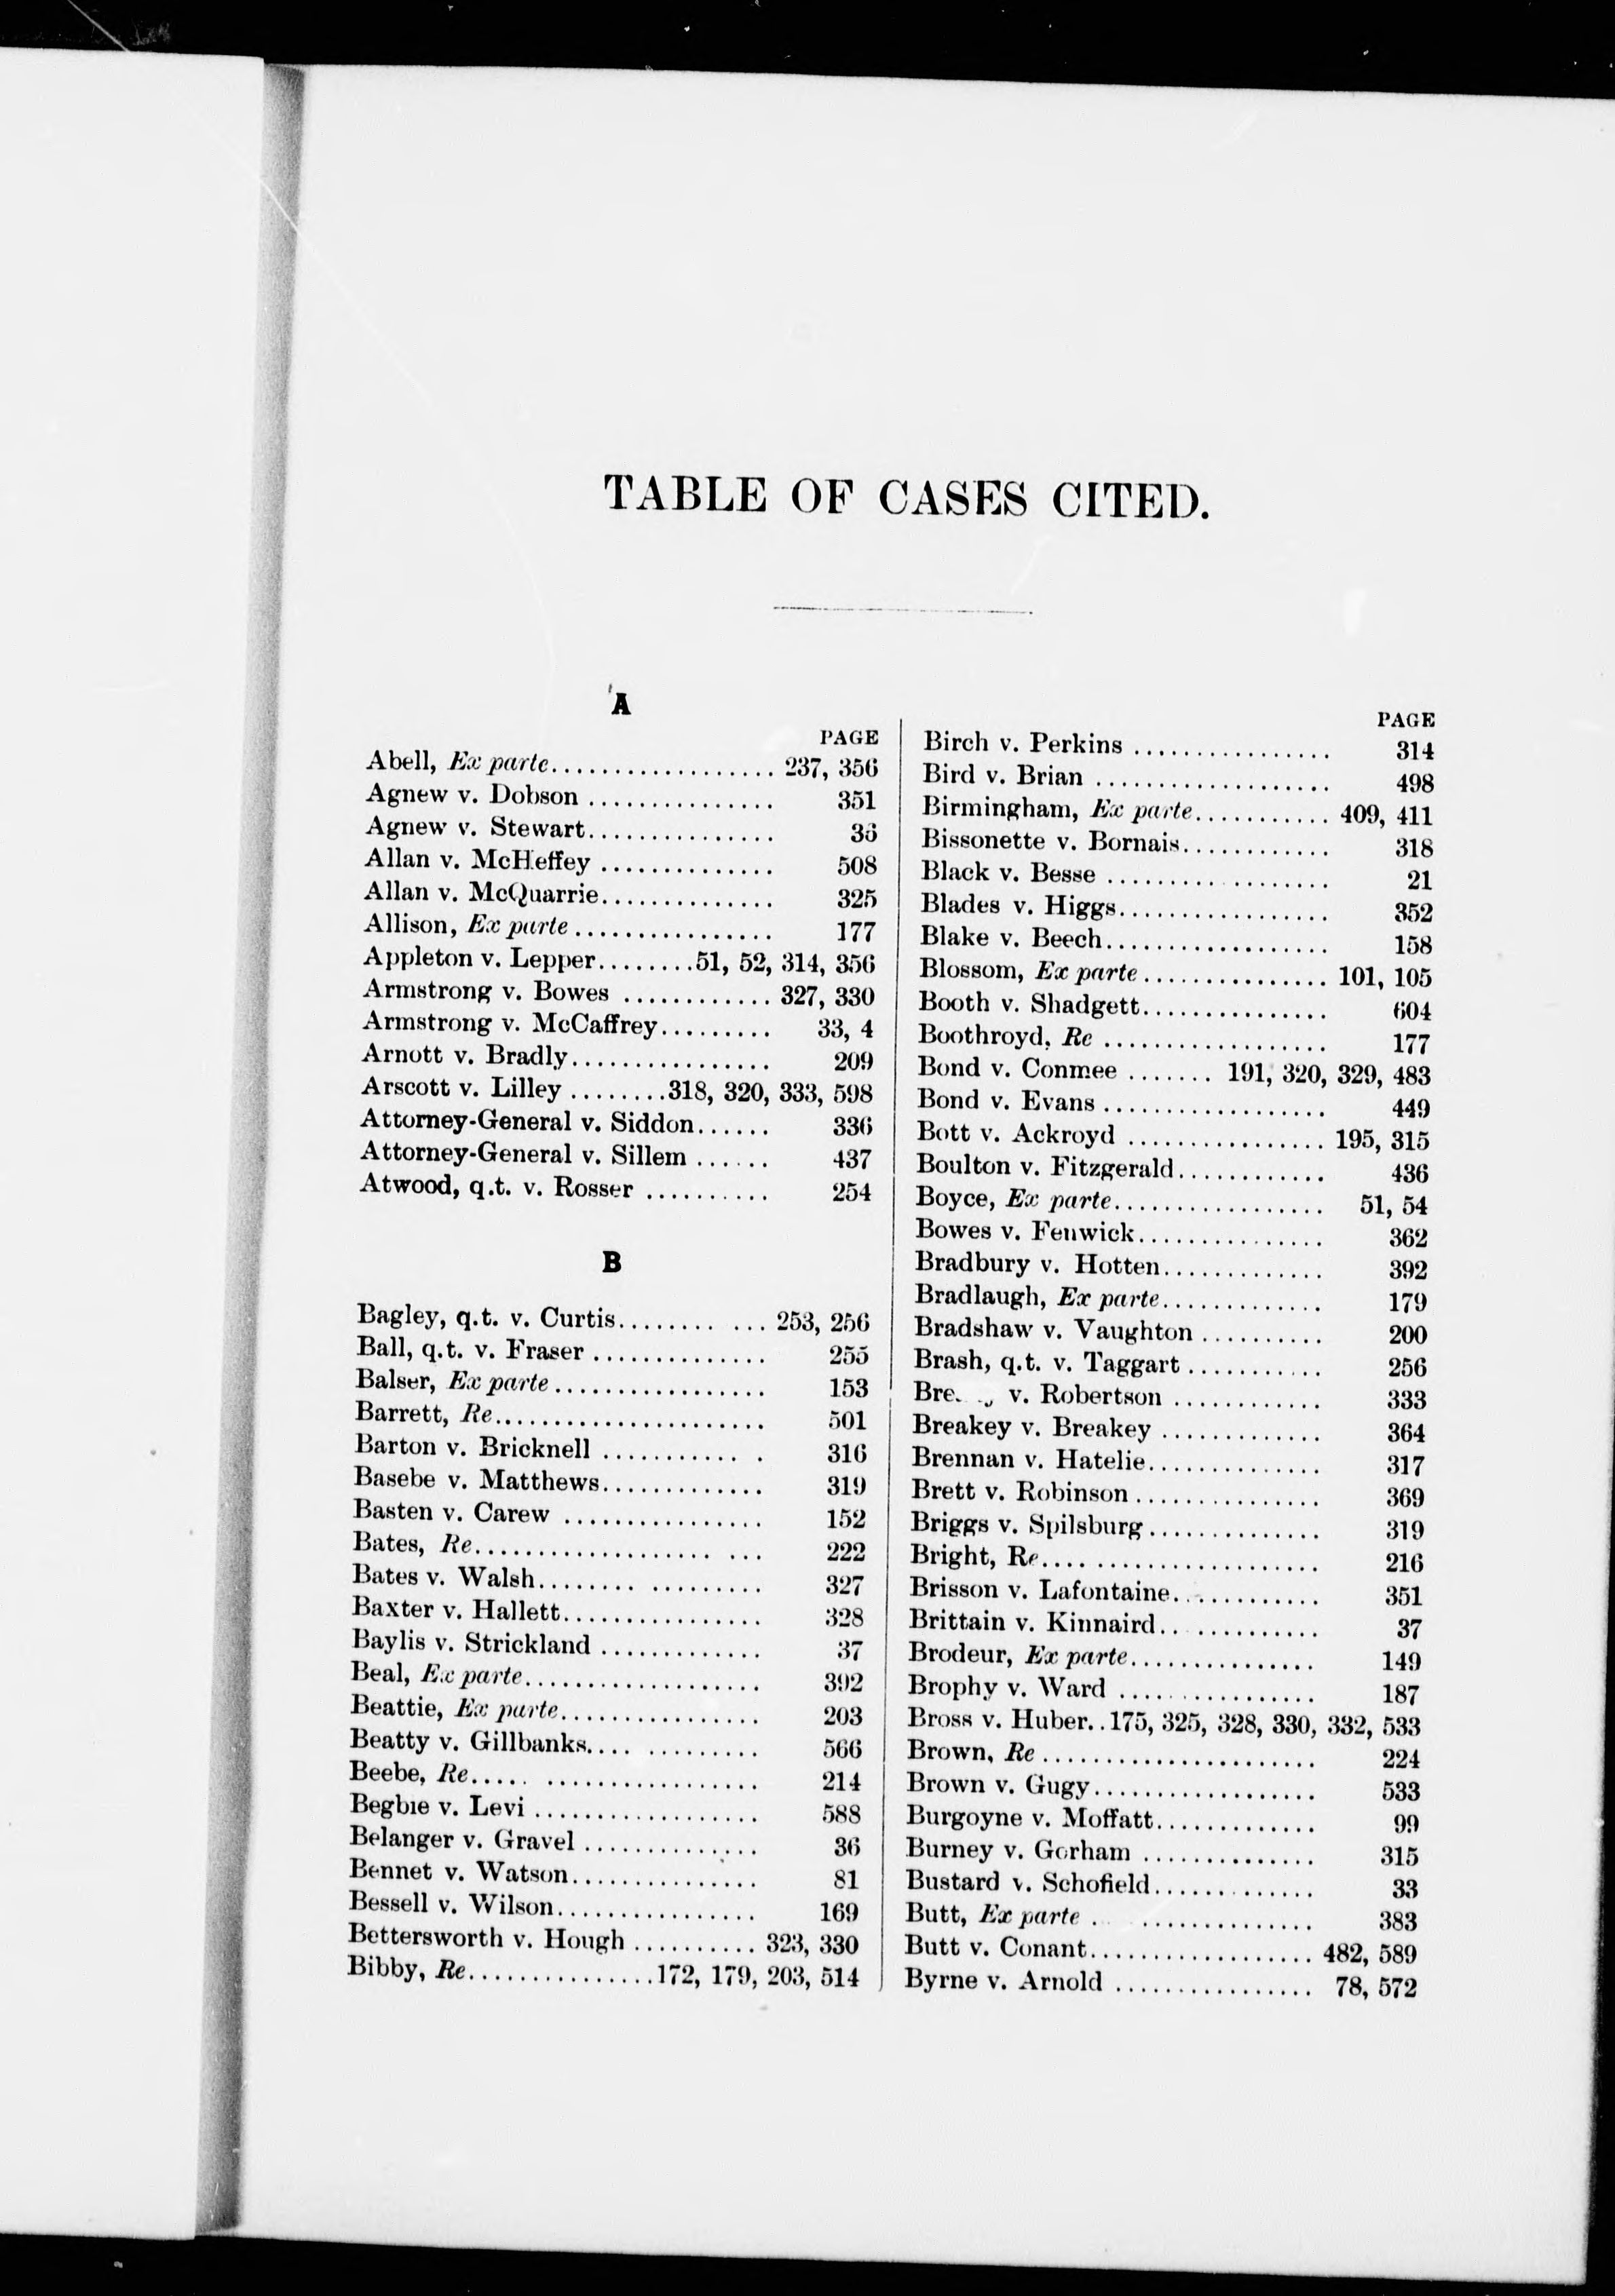 TABLE OF CASES CITED.
A
PAGE
Abell, Ex parte.................. 237, 356
Agnew v. Dobson ............... 351
Agnew v. Stewart...............
Allan v. McHeffey .............. 508
Allan v. McQuarrie.............. 325
Allison, Ex parte ................ 177
Appleton v. Lepper........51, 52, 314, 356
Armstrong v. Bowes ............ 327, 330
Armstrong v. McCaffrey......... 33, 4
Arnott v. Bradly................ 209
Arscott v. Lilley ........318, 320, 333, 598
Attorney-General v. Siddon...... 336
Attorney-General v. Sillem ...... 437
Atwood, q.t. v. Rosser .......... 254
B
Bagley, q.t. v. Curtis........ ... 253, 256
Ball, q.t. v. Fraser .............. 255
Balser, Ex parte ................. 153
Barrett, Re...................... 501
Barton v. Bricknell ........... . . 316
Basebe v. Matthews............. 319
Basten v. Carew ................ 152
Bates, Re................... ... 222
Bates v. Walsh........ ......... 327
Baxter v. Hallett................ 328
Baylis v. Strickland ............. 37
Beal, Ex parte................... 392
Beattie, Ex parte................ 203
Beatty v. Gillbanks.... ......... 566
Beebe, Re..... ................. 214
Begbie v. Levi .................. 588
Belanger v. Gravel .............. 36
Bennet v. Watson............... 81
Bessell v. Wilson................ 169
Bettersworth v. Hough .......... 323, 330
Bibby, Re...............172, 179, 203, 514
PAGE
Birch v. Perkins ................ 314
Bird v. Brian ................... 498
Birmingham, Ex parte........... 409, 411
Bissonette v. Bornais............ 318
Black v. Besse .................. 21
Blades v. Higgs................. 352
Blake v. Beech.................. 158
Blossom, Ex parte ............... 101, 105
Booth v. Shadgett............... 604
Boothroyd, Re .................. 177
Bond v. Conmee ....... 191, 320, 329, 483
Bond v. Evans .................. 449
Bott v. Ackroyd ................ 195, 315
Boulton v. Fitzgerald............ 436
Boyce, Ex parte................. 51, 54
Bowes v. Fenwick............... 362
Bradbury v. Hotten............. 392
Bradlaugh, Ex parte............. 179
Bradshaw v. Vaughton .......... 200
Brash, q.t. v. Taggart ........... 256
v. Robertson ............ 333
Breakey v. Breakey ............. 364
Brennan v. Hatelie.............. 317
Brett v. Robinson ............... 369
Briggs v. Spilsburg .............. 319
Bright, Re...................... 216
Brisson v. Lafontaine............ 351
Brittain v. Kinnaird............. 37
Brodeur, Ex parte............... 149
Brophy v. Ward ................ 187
Bross v. Huber..175, 325, 328, 330, 332, 533
Brown, Re ...................... 224
Brown v. Gugy.................. 533
Burgoyne v. Moffatt............. 99
Burney v. Gorham .............. 315
Bustard v. Schofield............. 33
Butt, Ex parte . .............. 383
Butt v. Conant.................. 482, 589
Byrne v. Arnold ................ 78, 572